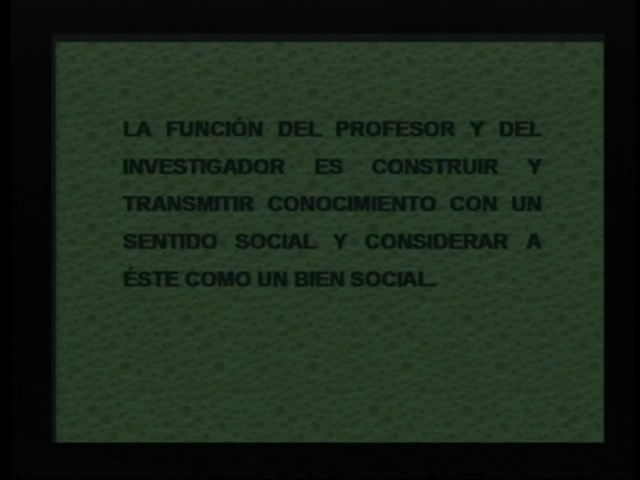 LA FUNCIÓN DEL PROFESOR Y DEL
INVESTIGADOR ES CONSTRUIR Y
TRANSMITIR CONOCIMIENTO CON UN
SENTIDO SOCIAL Y CONSIDERAR A
ÉSTE COMO UN BIEN SOCIAL.